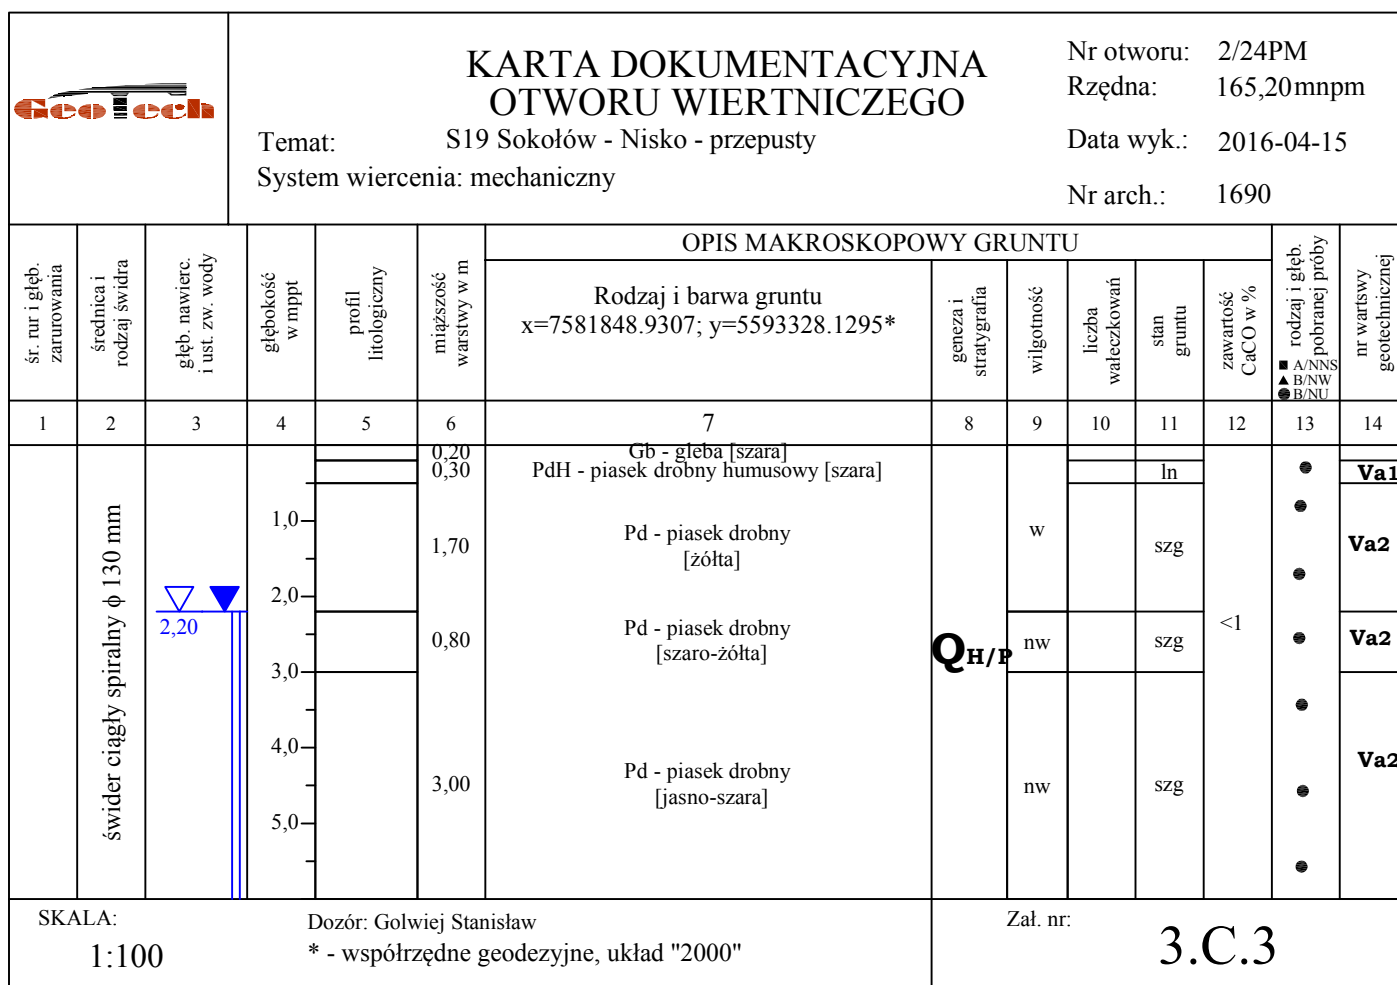 GeoTech
KARTA DOKUMENTACYJNA
OTWORU WIERTNICZEGO
Temat: S19 Sokołów - Nisko - przepusty
System wiercenia: mechaniczny
Nr otworu: 2/24PM
Rzędna: 165,20mnpm
Data wyk.: 2016-04-15
Nr arch.: 1690
śr. rur i głęb.
zarurowania
średnica i
rodzaj świdra
głęb. nawierc.
i ust. zw. wody
głębokość
w mppt
profil
litologiczny
miąższość
warstwy w m
OPIS MAKROSKOPOWY GRUNTU
Rodzaj i barwa gruntu
x=7581848.9307; y=5593328.1295*
geneza i
stratygrafia
wilgotność
liczba
wałeczkowań
stan
gruntu
zawartość
CaCO w %
rodzaj i głęb.
pobranej próby
A/NNS
B/NW
B/NU
nr wartswy
geotechnicznej
1 2 3 4 5 6 7 8 9 10 11 12 13 14
0,20 Gb - gleba [szara]
0,30 PdH - piasek drobny humusowy [szara] ln Va1
świder ciągły spiralny ϕ 130 mm
1,0
1,70 Pd - piasek drobny
[żółta]
w szg Va2
2,0
2,20
0,80 Pd - piasek drobny
[szaro-żółta]
QH/P nw szg <1 Va2
3,0
4,0
3,00 Pd - piasek drobny
[jasno-szara]
nw szg Va2
5,0
SKALA:
1:100
Dozór: Golwiej Stanisław
* - współrzędne geodezyjne, układ "2000"
Zał. nr:
3.C.3